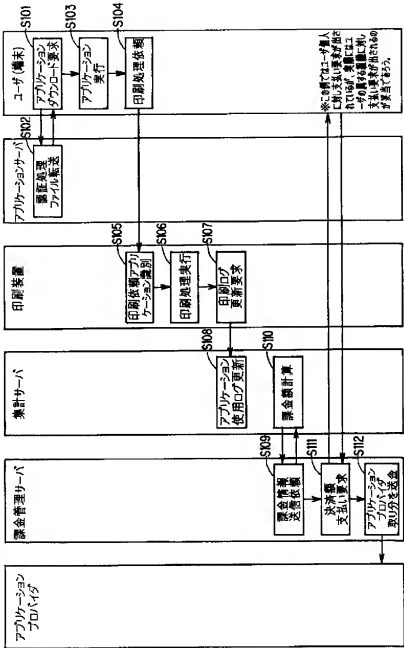 ユーザ(端末)
S101
アプリケーション
ダウンロード要求
S103
アプリケーション
実行
S104
印刷処理依頼
※この例ではユーザ個人
に対し支払い要求が出さ
れているが、実際にはユ
ーザの属する組織に対し
支払い要求が出されるの
が妥当であろう。
アプリケーションサーバ
S102
認証処理
ファイル転送
印刷装置
S105
印刷依頼アプリ
ケーション識別
S106
印刷処理実行
S107
印刷ログ
更新要求
集計サーバ
S108
アプリケーション
使用ログ更新
S110
課金額計算
課金管理サーバ
S109
課金情報
送信依頼
S111
決済額
支払い要求
S112
アプリケーション
プロバイダ
取り分を送金
アプリケーション
プロバイダ